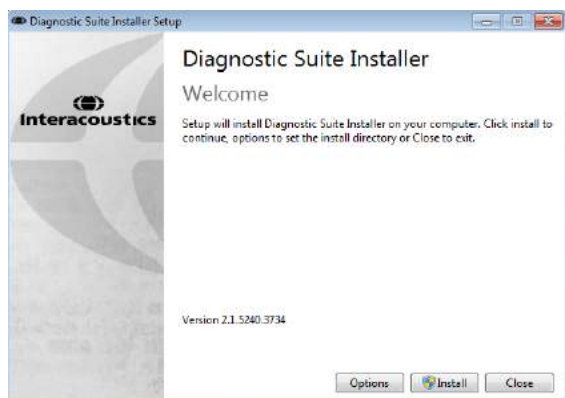 Diagnostic Suite Installer Setup
Diagnostic Suite Installer
Welcome
Interacoustics
Setup will install Diagnostic Suite Installer on your computer. Click install to
continue, options to set the install directory or Close to exit.
Version 2.1.5240.3734
Options
Install
Close